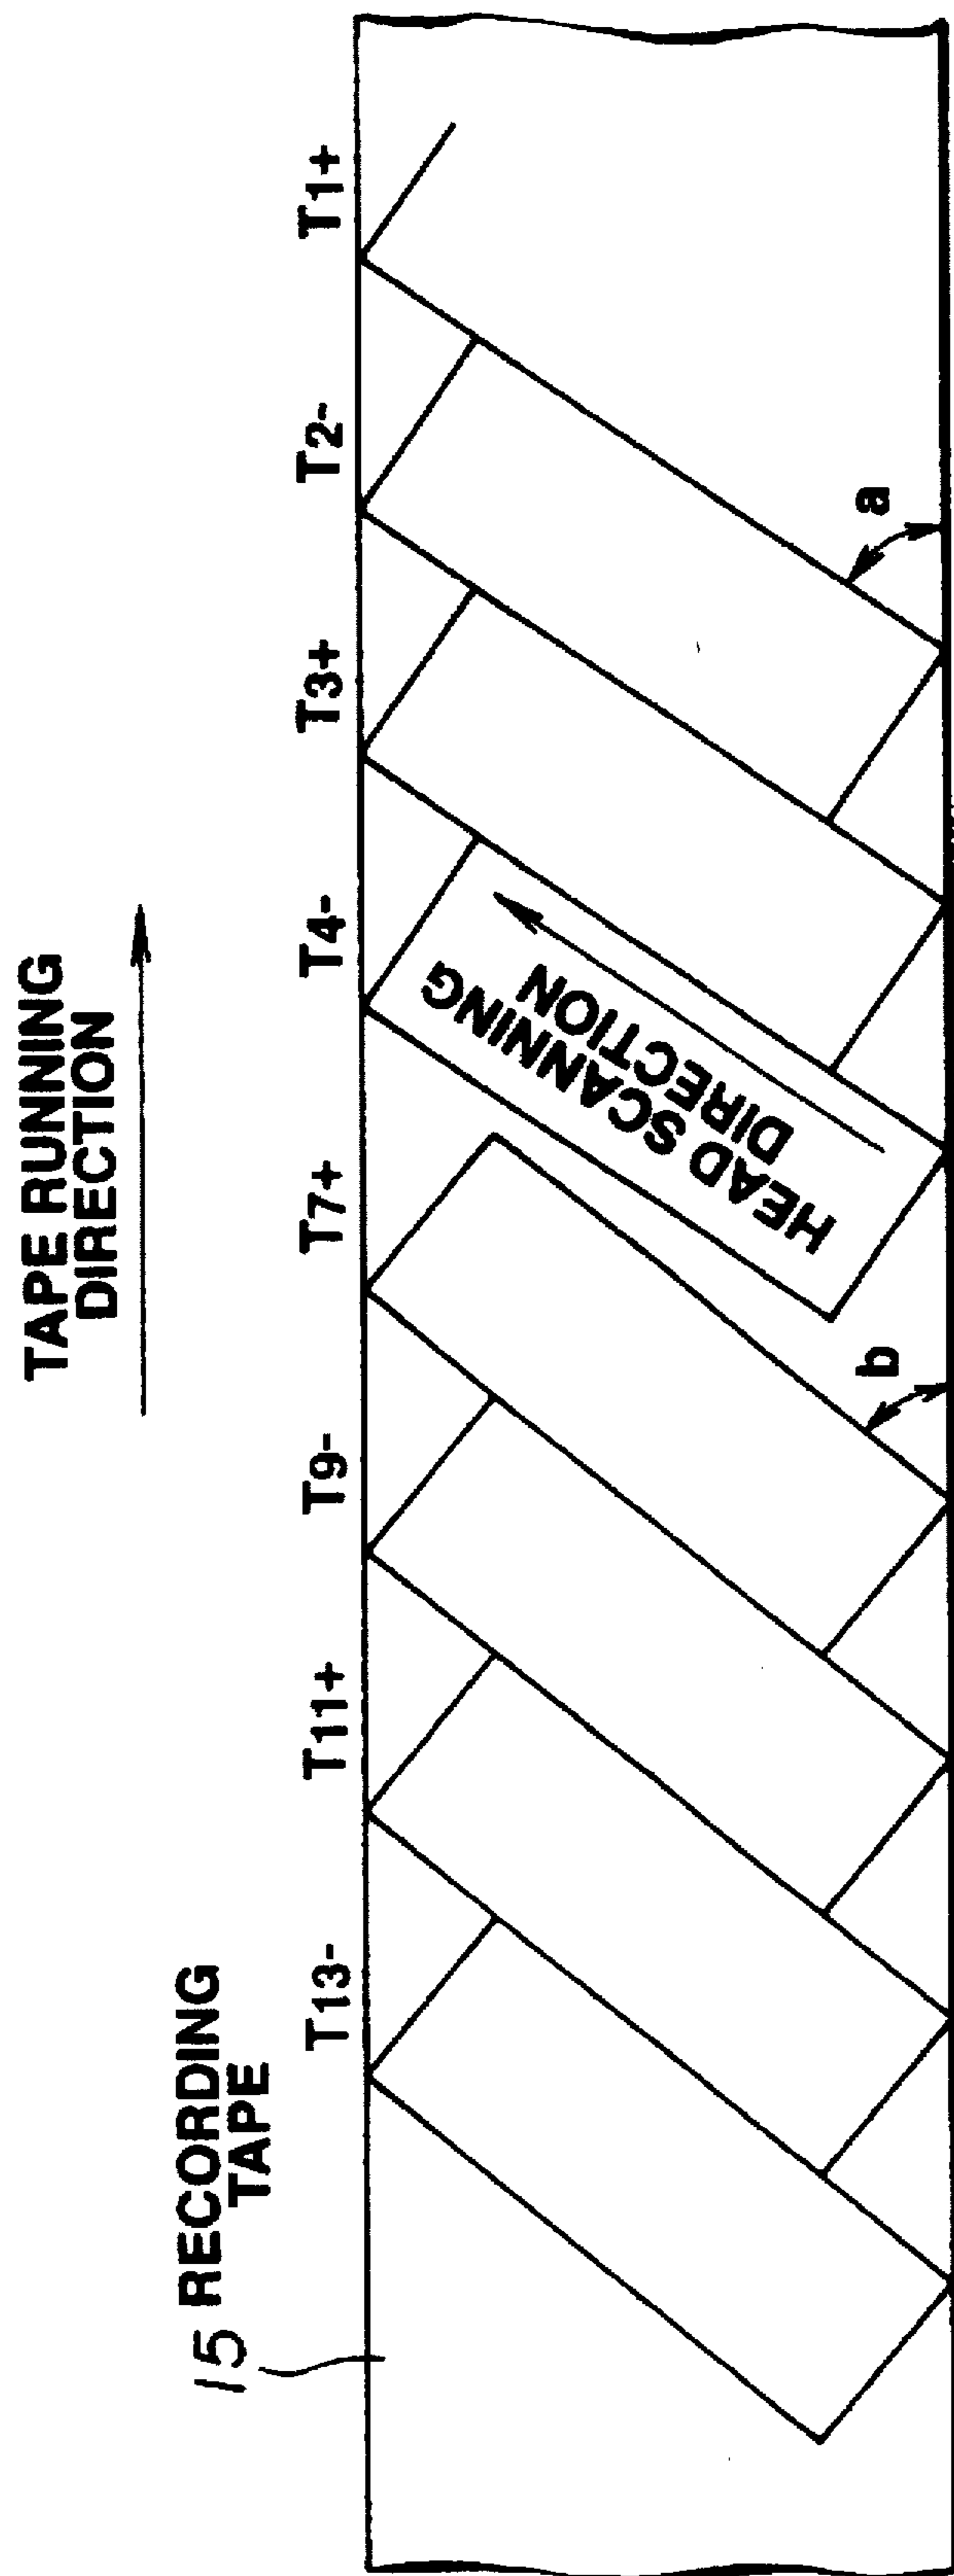 TAPE RUNNING
DIRECTION
15 RECORDING
TAPE
T13-
T11+
T9-
T7+
T4-
T3+
T2-
T1+
HEAD SCANNING
DIRECTION
b
a